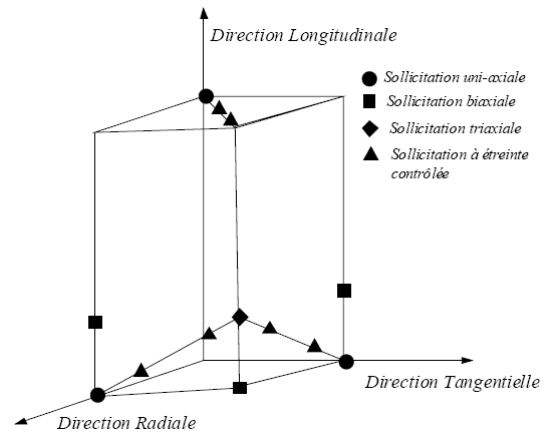 Direction Longitudinale
Sollicitation uni-axiale
Sollicitation biaxiale
Sollicitation triaxiale
Sollicitation à étreinte
contrôlée
Direction Tangentielle
Direction Radiale